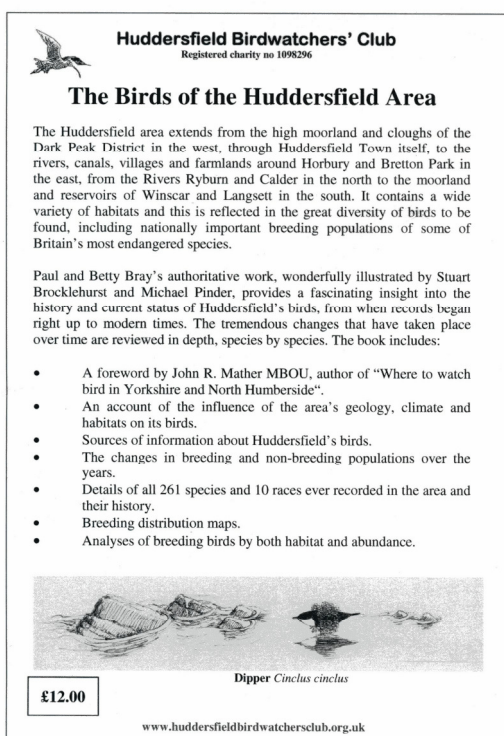 Huddersfield Birdwatchers' Club
Registered charity no 1098296
The Birds of the Huddersfield Area
The Huddersfield area extends from the high moorland and cloughs of the
Dark Peak District in the west, through Huddersfield Town itself, to the
rivers, canals, villages and farmlands around Horbury and Bretton Park in
the east, from the Rivers Ryburn and Calder in the north to the moorland
and reservoirs of Winscar and Langsett in the south. It contains a wide
variety of habitats and this is reflected in the great diversity of birds to be
found, including nationally important breeding populations of some of
Britain's most endangered species.
Paul and Betty Bray's authoritative work, wonderfully illustrated by Stuart
Brocklehurst and Michael Pinder, provides a fascinating insight into the
history and current status of Huddersfield's birds, from when records began
right up to modern times. The tremendous changes that have taken place
over time are reviewed in depth, species by species. The book includes:
• A foreword by John R. Mather MBOU, author of "Where to watch
bird in Yorkshire and North Humberside".
• An account of the influence of the area's geology, climate and
habitats on its birds.
• Sources of information about Huddersfield's birds.
• The changes in breeding and non-breeding populations over the
years.
• Details of all 261 species and 10 races ever recorded in the area and
their history.
• Breeding distribution maps.
• Analyses of breeding birds by both habitat and abundance.
Dipper Cinclus cinclus
£12.00
www.huddersfieldbirdwatchersclub.org.uk